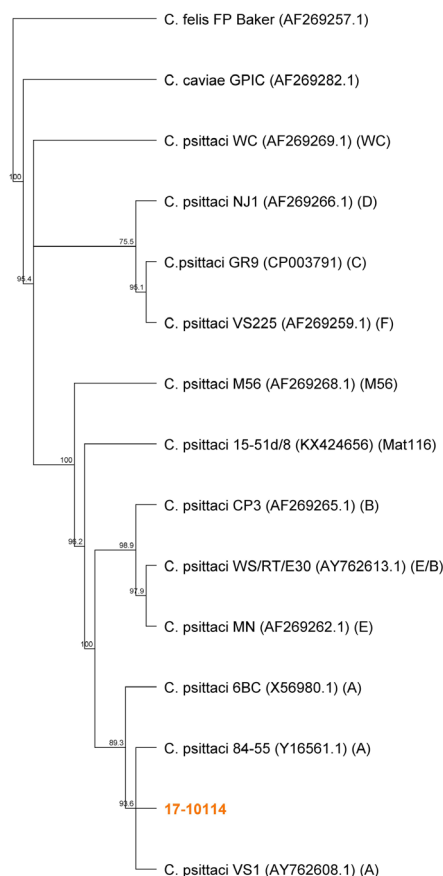 C. felis FP Baker (AF269257.1)
C. caviae GPIC (AF269282.1)
100
C. psittaci WC (AF269269.1) (WC)
C. psittaci NJ1 (AF269266.1) (D)
75.5
C.psittaci GR9 (CP003791) (C)
95.4
95.1
C. psittaci VS225 (AF269259.1) (F)
C. psittaci M56 (AF269268.1) (M56)
C. psittaci 15-51d/8 (KX424656) (Mat116)
100
C. psittaci CP3 (AF269265.1) (B)
96.2
98.9
C. psittaci WS/RT/E30 (AY762613.1) (E/B)
97.9
C. psittaci MN (AF269262.1) (E)
100
C. psittaci 6BC (X56980.1) (A)
89.3
C. psittaci 84-55 (Y16561.1) (A)
93.6
17-10114
C. psittaci VS1 (AY762608.1) (A)